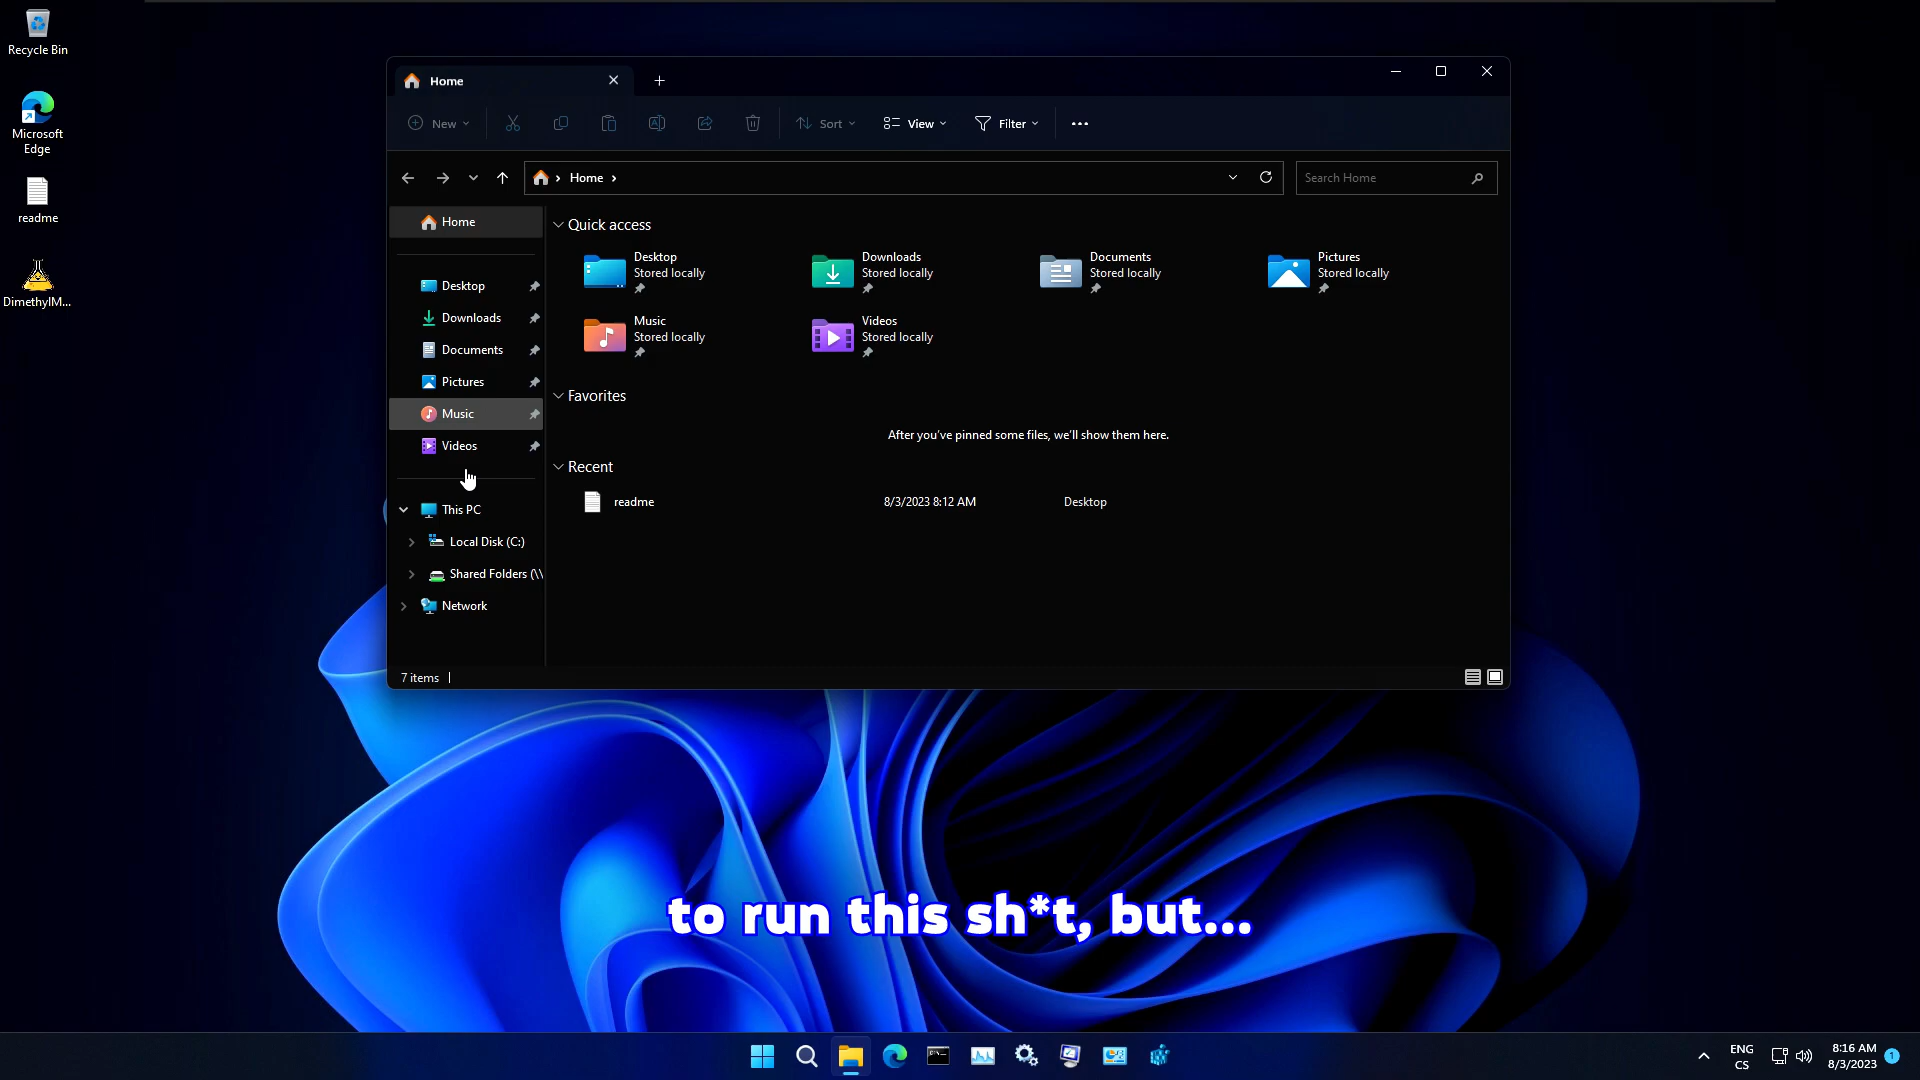 Recycle Bin
Microsoft
Edge
readme
DimethylM...
Home
New
Sort
View
Filter
Home
Search Home
Home
Desktop
Downloads
Documents
Pictures
Music
Videos
This PC
Local Disk (C:)
Shared Folders (\\
Network
Quick access
Desktop
Stored locally
Downloads
Stored locally
Documents
Stored locally
Pictures
Stored locally
Music
Stored locally
Videos
Stored locally
Favorites
After you've pinned some files, we'll show them here.
Recent
readme 8/3/2023 8:12 AM Desktop
7 items
to run this sh*t, but...
ENG
CS
8:16 AM
8/3/2023
1